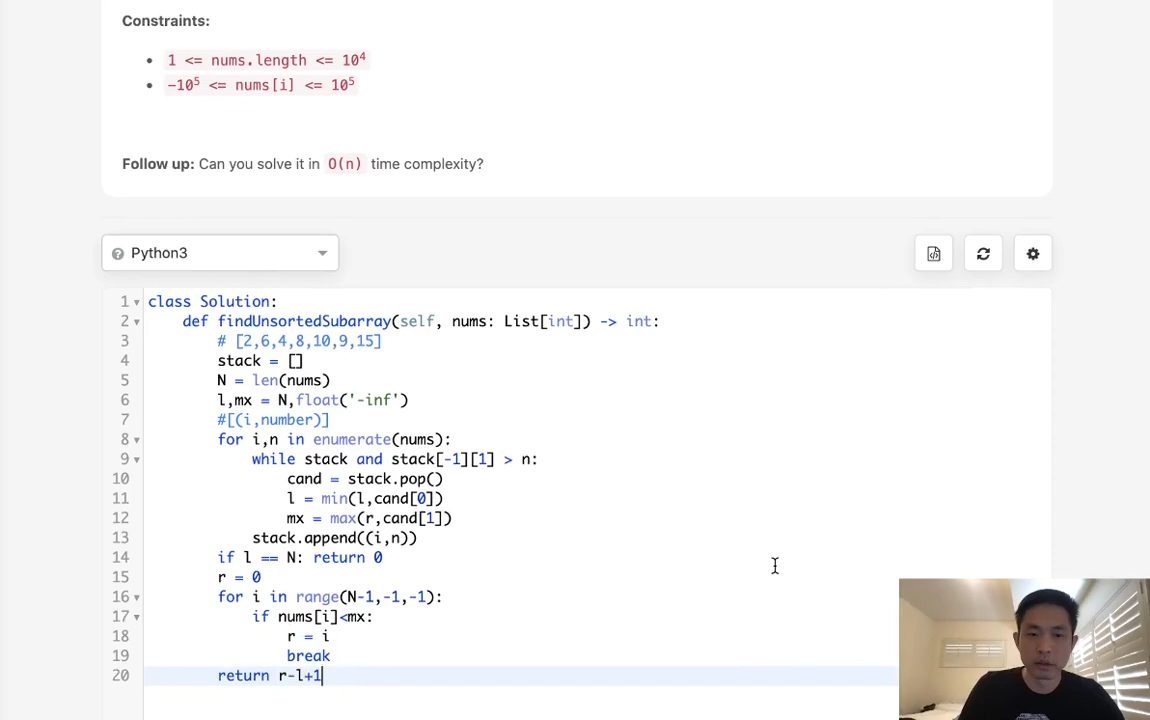 Constraints:
1 <= nums.length <= 10⁴
-10⁵ <= nums[i] <= 10⁵
Follow up: Can you solve it in O(n) time complexity?
Python3
1 class Solution:
2     def findUnsortedSubarray(self, nums: List[int]) -> int:
3         # [2,6,4,8,10,9,15]
4         stack = []
5         N = len(nums)
6         l,mx = N,float('-inf')
7         #[(i,number)]
8         for i,n in enumerate(nums):
9             while stack and stack[-1][1] > n:
10                 cand = stack.pop()
11                 l = min(l,cand[0])
12                 mx = max(r,cand[1])
13             stack.append((i,n))
14         if l == N: return 0
15         r = 0
16         for i in range(N-1,-1,-1):
17             if nums[i]<mx:
18                 r = i
19                 break
20         return r-l+1